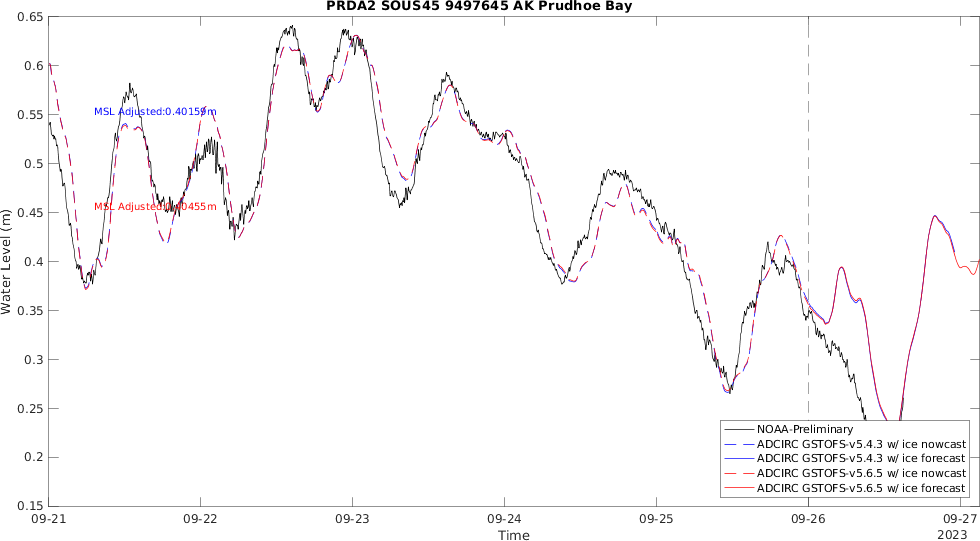 PRDA2 SOUS45 9497645 AK Prudhoe Bay
0.65
0.6
0.55
0.5
0.45
0.4
0.35
0.3
0.25
0.2
0.15
Water Level (m)
MSL Adjusted:0.40159m
MSL Adjusted:0.40455m
NOAA-Preliminary
ADCIRC GSTOFS-v5.4.3 w/ ice nowcast
ADCIRC GSTOFS-v5.4.3 w/ ice forecast
ADCIRC GSTOFS-v5.6.5 w/ ice nowcast
ADCIRC GSTOFS-v5.6.5 w/ ice forecast
09-21 09-22 09-23 09-24 09-25 09-26 09-27
Time
2023